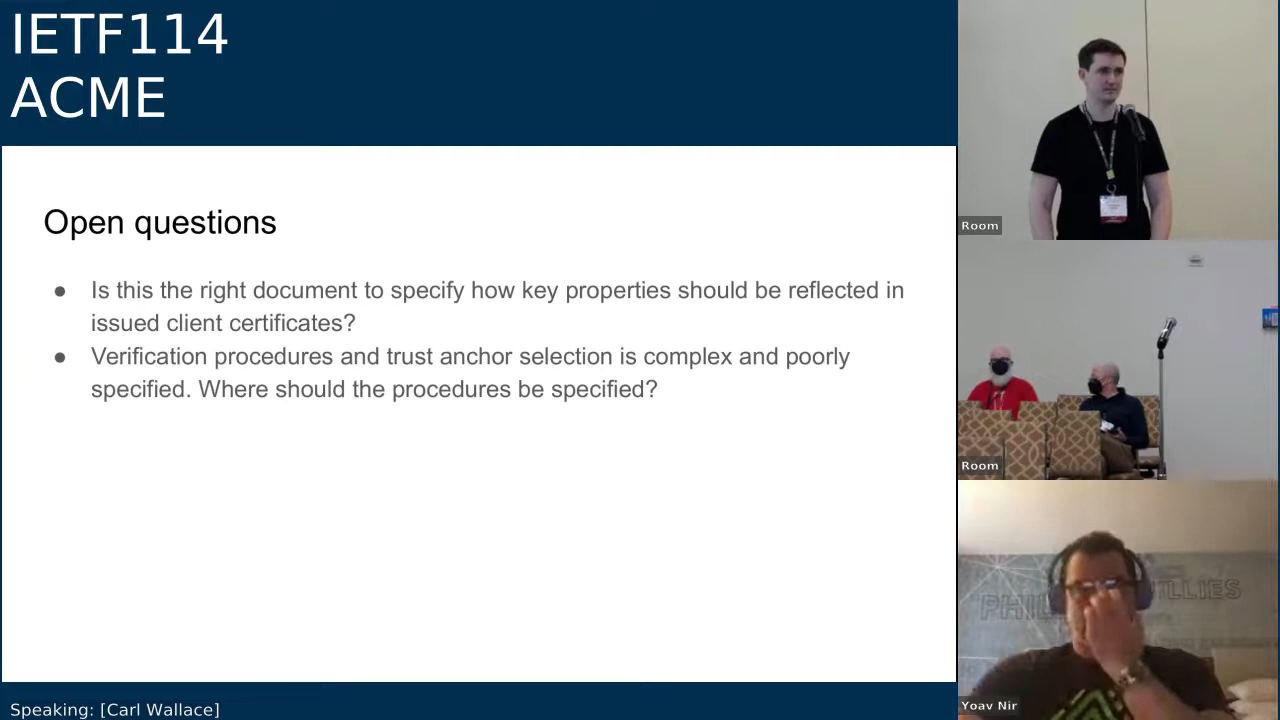 IETF114
ACME
Open questions
● Is this the right document to specify how key properties should be reflected in
issued client certificates?
● Verification procedures and trust anchor selection is complex and poorly
specified. Where should the procedures be specified?
Speaking: [Carl Wallace]
Room
Room
PHIL
LLIES
Yoav Nir